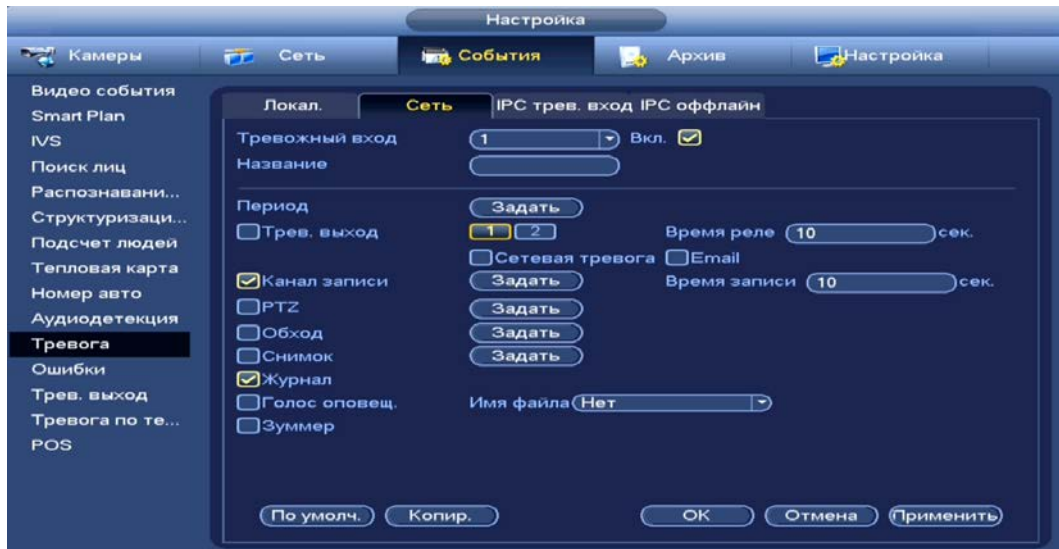 Настройка
Камеры Сеть События Архив Настройка
Видео события
Smart Plan
IVS
Поиск лиц
Распознавани...
Структуризаци...
Подсчет людей
Тепловая карта
Номер авто
Аудиодетекция
Тревога
Ошибки
Трев. выход
Тревога по те...
POS
Локал. Сеть IPC трев. вход IPC оффлайн
Тревожный вход 1 Вкл.
Название
Период Задать
Трев. выход 1 2 Время реле 10 сек.
Сетевая тревога Email
Канал записи Задать Время записи 10 сек.
PTZ Задать
Обход Задать
Снимок Задать
Журнал
Голос оповещ. Имя файла Нет
Зуммер
По умолч. Копир. OK Отмена Применить